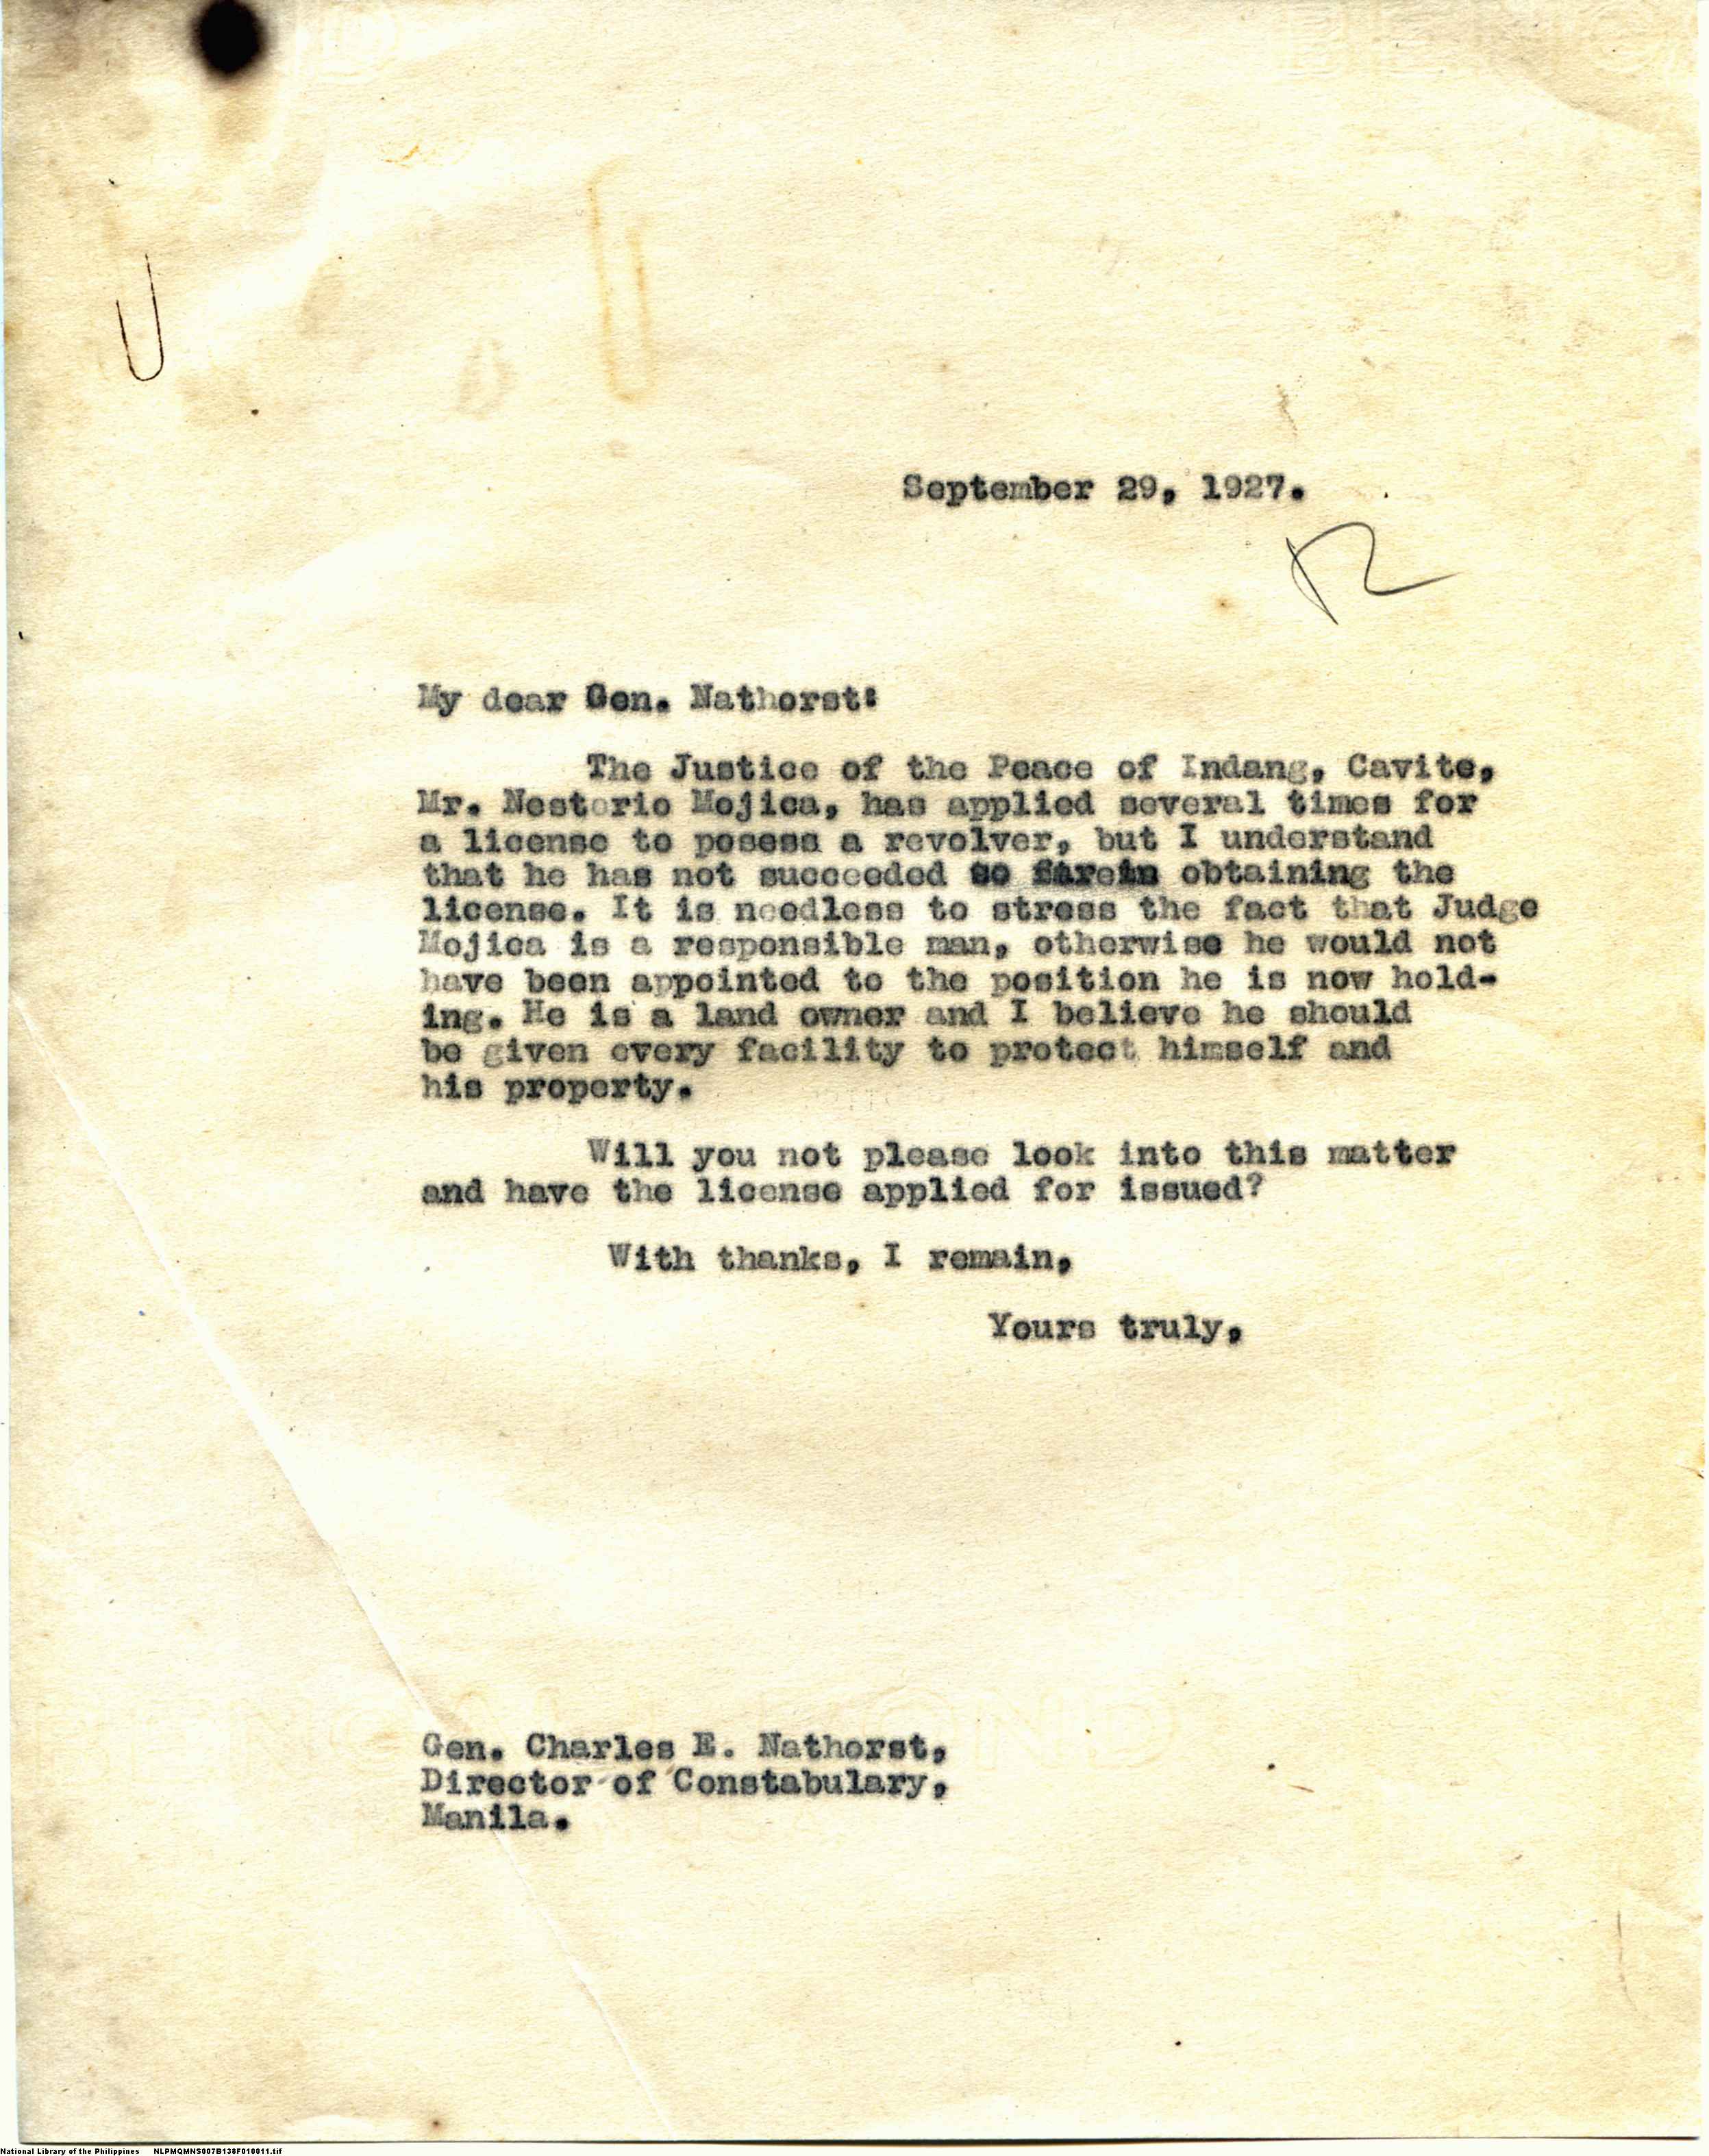 September 29, 1927.
R
My dear Gen. Nathorst:
The Justice of the Peace of Indang, Cavite,
Mr. Nestorio Mojica, has applied several times for
a license to posess a revolver, but I understand
that he has not succeeded so far in obtaining the
license. It is needless to stress the fact that Judge
Mojica is a responsible man, otherwise he would not
have been appointed to the position he is now hold-
ing. He is a land owner and I believe he should
be given every facility to protect himself and
his property.
Will you not please look into this matter
and have the license applied for issued?
With thanks, I remain,
Yours truly,
Gen. Charles E. Nathorst,
Director of Constabulary,
Manila.
National Library of the Philippines NLPMQMNS007B138F010011.tif